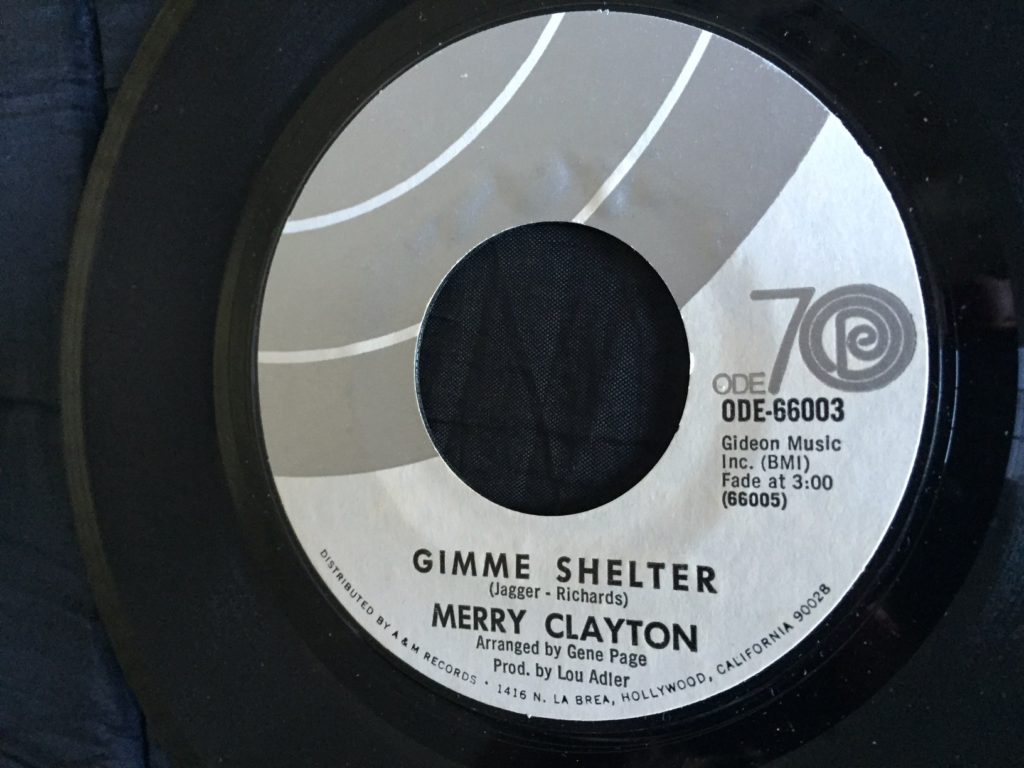 ODE 70
ODE-66003
Gideon Music
Inc. (BMI)
Fade at 3:00
(66005)
GIMME SHELTER
(Jagger - Richards)
MERRY CLAYTON
Arranged by Gene Page
Prod. by Lou Adler
DISTRIBUTED BY A & M RECORDS • 1416 N. LA BREA, HOLLYWOOD, CALIFORNIA 90028